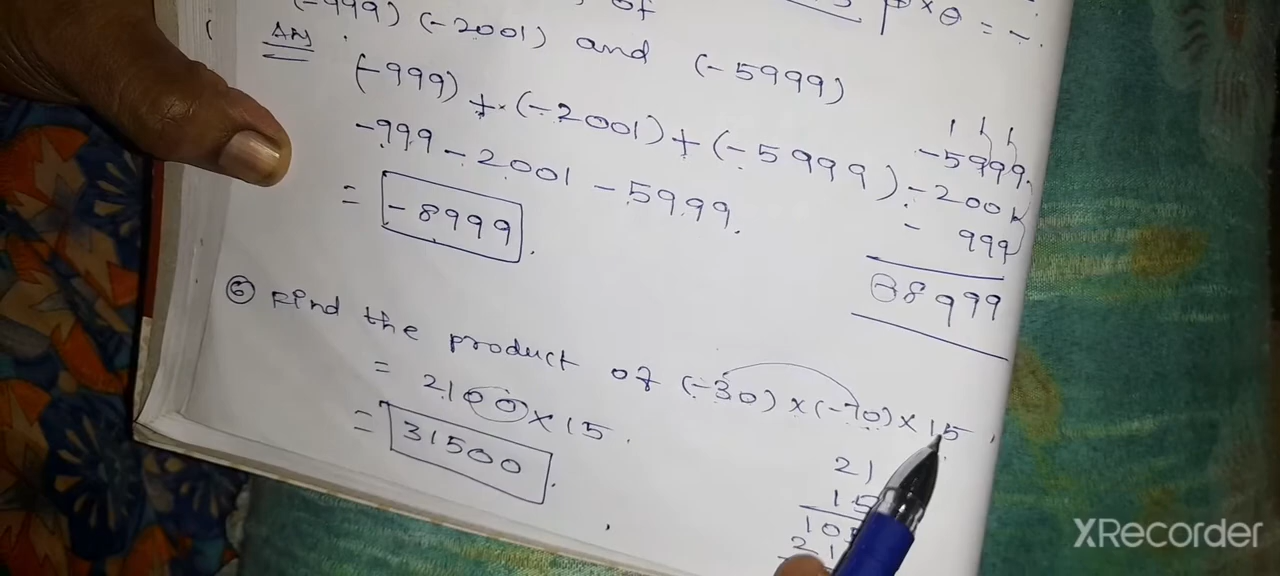 of
(-999) (-2001) and (-5999)
Ans
(-999) + (-2001) + (-5999)
-999 - 2001 - 5999.
= -8999.
-5999
-2001
- 999
-8999
⑥ Find the product of (-30) × (-70) × 15.
= 2100 × 15.
= 31500.
21
15
XRecorder